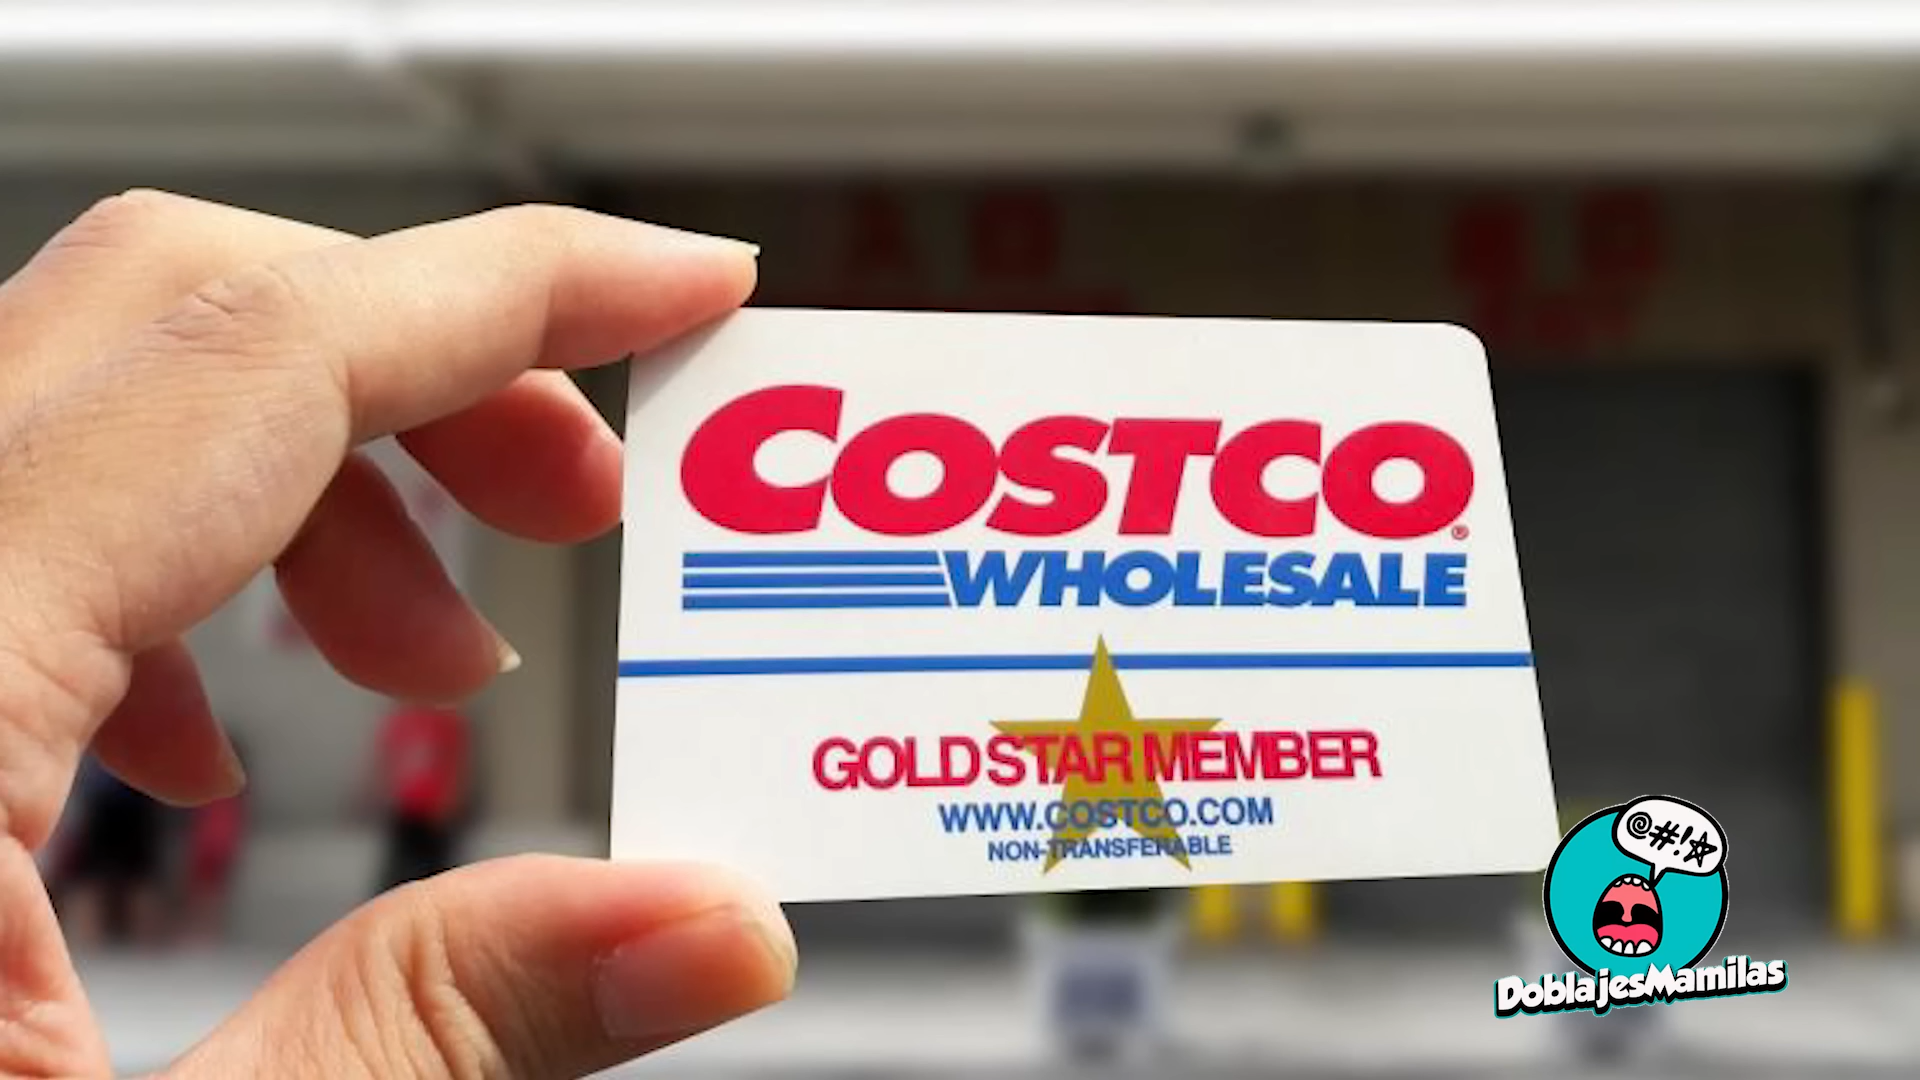 COSTCO®
WHOLESALE
GOLD STAR MEMBER
WWW.COSTCO.COM
NON-TRANSFERABLE
@#!☆
DoblajesMamilas